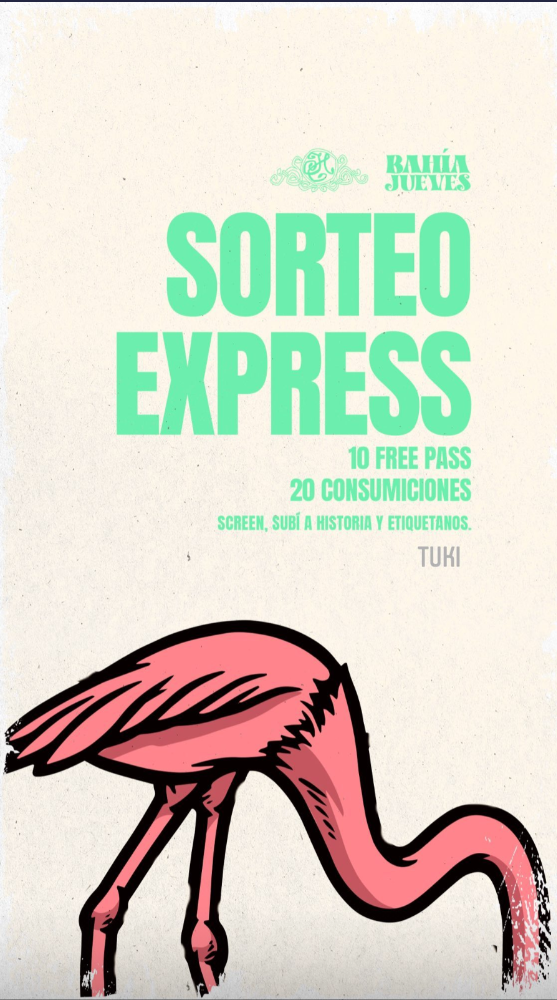 BAHÍA
JUEVES
SORTEO
EXPRESS
10 FREE PASS
20 CONSUMICIONES
SCREEN, SUBÍ A HISTORIA Y ETIQUETANOS.
TUKI